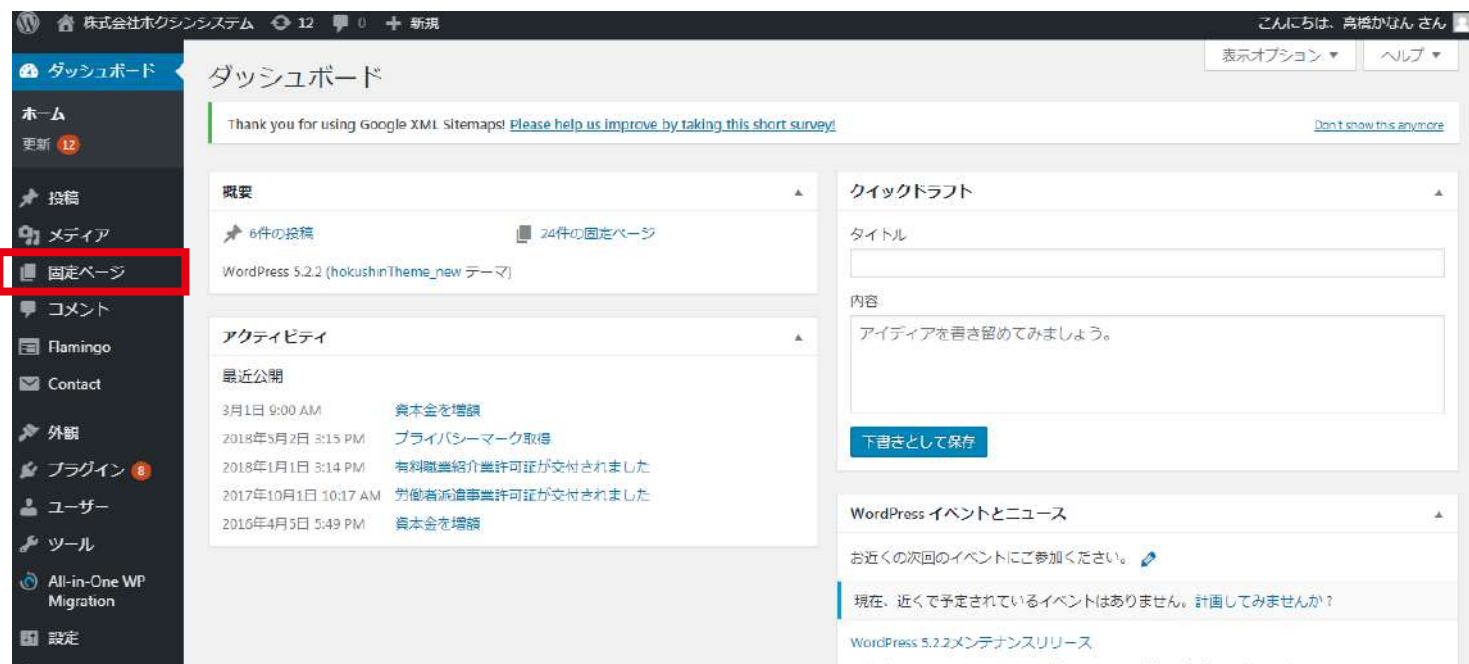 株式会社ホクシンシステム 12 0 新規 こんにちは、高橋かなん さん
ダッシュボード
ホーム
更新 12
投稿
メディア
固定ページ
コメント
Flamingo
Contact
外観
プラグイン 8
ユーザー
ツール
All-in-One WP
Migration
設定
表示オプション ▼ ヘルプ ▼
ダッシュボード
Thank you for using Google XML Sitemaps! Please help us improve by taking this short survey! Don't show this anymore
概要
6件の投稿 24件の固定ページ
WordPress 5.2.2 (hokushinTheme_new テーマ)
アクティビティ
最近公開
3月1日 9:00 AM 資本金を増額
2018年5月2日 3:15 PM プライバシーマーク取得
2018年1月1日 3:14 PM 有料職業紹介業許可証が交付されました
2017年10月1日 10:17 AM 労働者派遣事業許可証が交付されました
2016年4月5日 5:49 PM 資本金を増額
クイックドラフト
タイトル
内容
アイディアを書き留めてみましょう。
下書きとして保存
WordPress イベントとニュース
お近くの次回のイベントにご参加ください。
現在、近くで予定されているイベントはありません。計画してみませんか ?
WordPress 5.2.2メンテナンスリリース